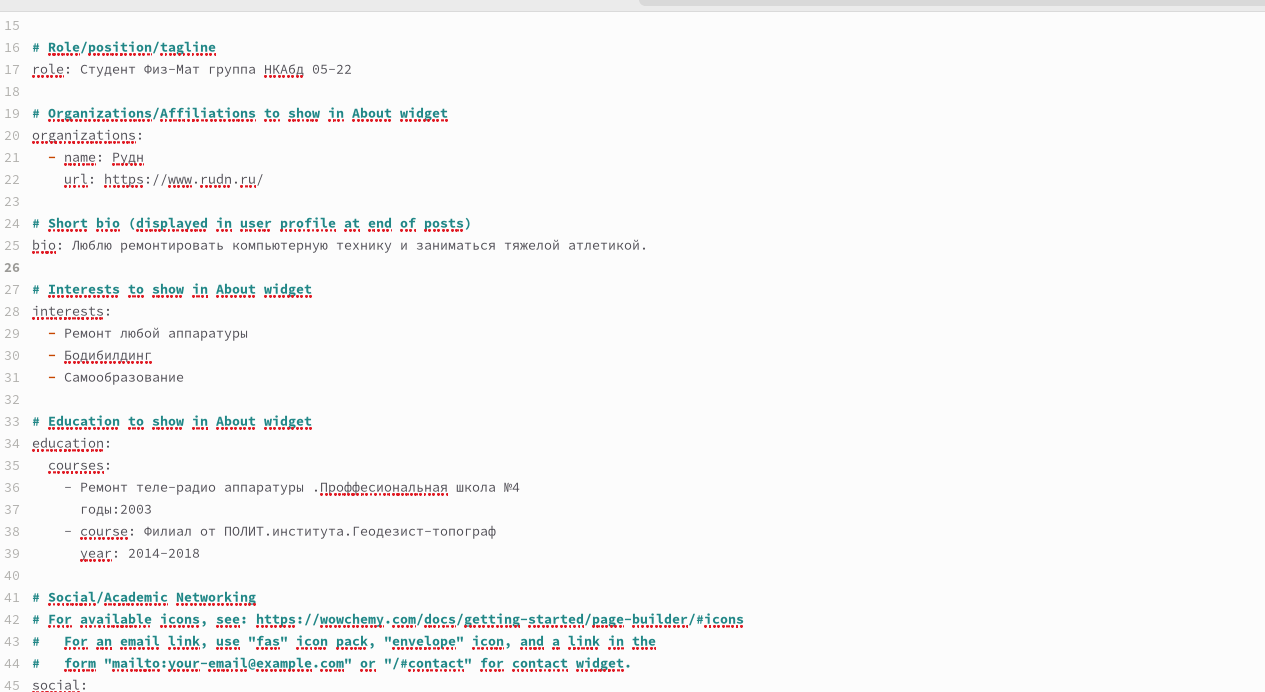 15
16 # Role/position/tagline
17 role: Студент Физ-Мат группа НКАбд 05-22
18
19 # Organizations/Affiliations to show in About widget
20 organizations:
21   - name: Рудн
22     url: https://www.rudn.ru/
23
24 # Short bio (displayed in user profile at end of posts)
25 bio: Люблю ремонтировать компьютерную технику и заниматься тяжелой атлетикой.
26
27 # Interests to show in About widget
28 interests:
29   - Ремонт любой аппаратуры
30   - Бодибилдинг
31   - Самообразование
32
33 # Education to show in About widget
34 education:
35   courses:
36     - Ремонт теле-радио аппаратуры .Проффесиональная школа №4
37       годы:2003
38     - course: Филиал от ПОЛИТ.института.Геодезист-топограф
39       year: 2014-2018
40
41 # Social/Academic Networking
42 # For available icons, see: https://wowchemy.com/docs/getting-started/page-builder/#icons
43 #   For an email link, use "fas" icon pack, "envelope" icon, and a link in the
44 #   form "mailto:your-email@example.com" or "/#contact" for contact widget.
45 social: